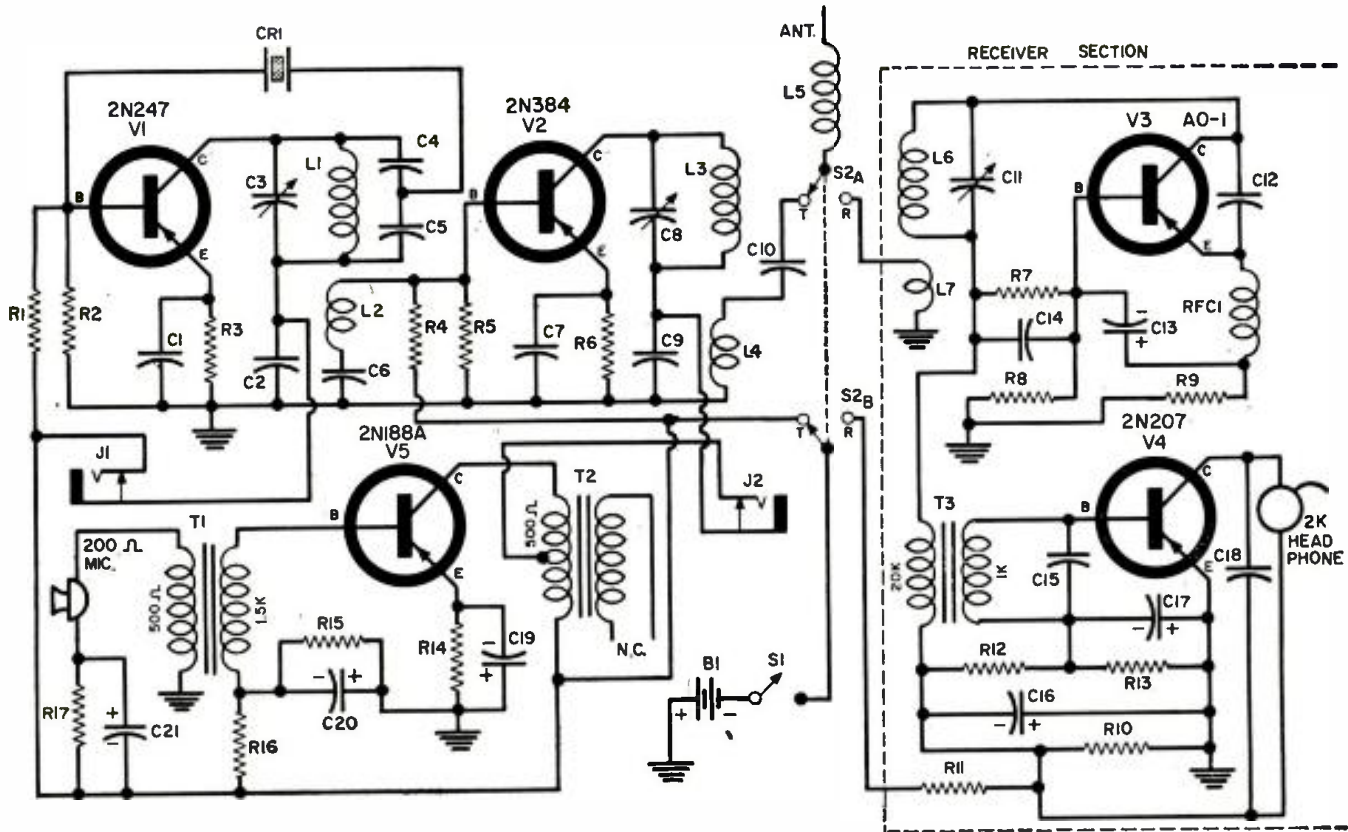 CR1
ANT.
RECEIVER SECTION
2N247
V1
2N384
V2
V3 AO-1
L5
S2A
T
R
C
B
E
C3
L1
C4
C5
C
B
E
C8
L3
C10
L6
C11
C
B
E
C12
L7
R1
R2
C1
R3
C2
L2
C6
R4
R5
C7
R6
C9
L4
R7
C14
C13
- +
RFC1
R8
R9
S2B
T
R
J1
2N188A
V5
C
B
E
T2
500 Ω
N.C.
J2
2N207
V4
C
B
E
T1
200 Ω
MIC.
500 Ω
1.5K
R15
- +
C20
R14
-
C19
+
R17
+
C21
-
R16
B1
+ -
S1
T3
20K
1K
C15
C17
- +
C18
2K
HEAD
PHONE
R12
R13
C16
- +
R10
R11